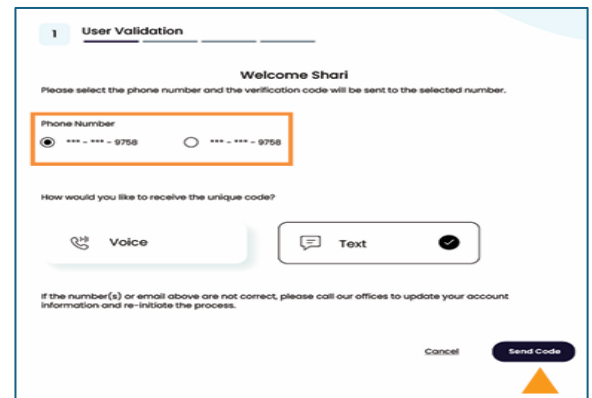 1 User Validation
Welcome Shari
Please select the phone number and the verification code will be sent to the selected number.
Phone Number
*** - *** - 9758 *** - *** - 9758
How would you like to receive the unique code?
Voice Text
If the number(s) or email above are not correct, please call our offices to update your account
information and re-initiate the process.
Cancel Send Code